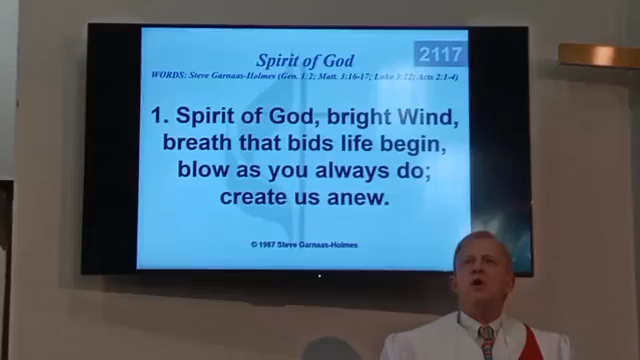 Spirit of God
2117
WORDS: Steve Garnaas-Holmes (Gen. 1:2; Matt. 3:16-17; Luke 3:22; Acts 2:1-4)
1. Spirit of God, bright Wind,
breath that bids life begin,
blow as you always do;
create us anew.
© 1987 Steve Garnaas-Holmes